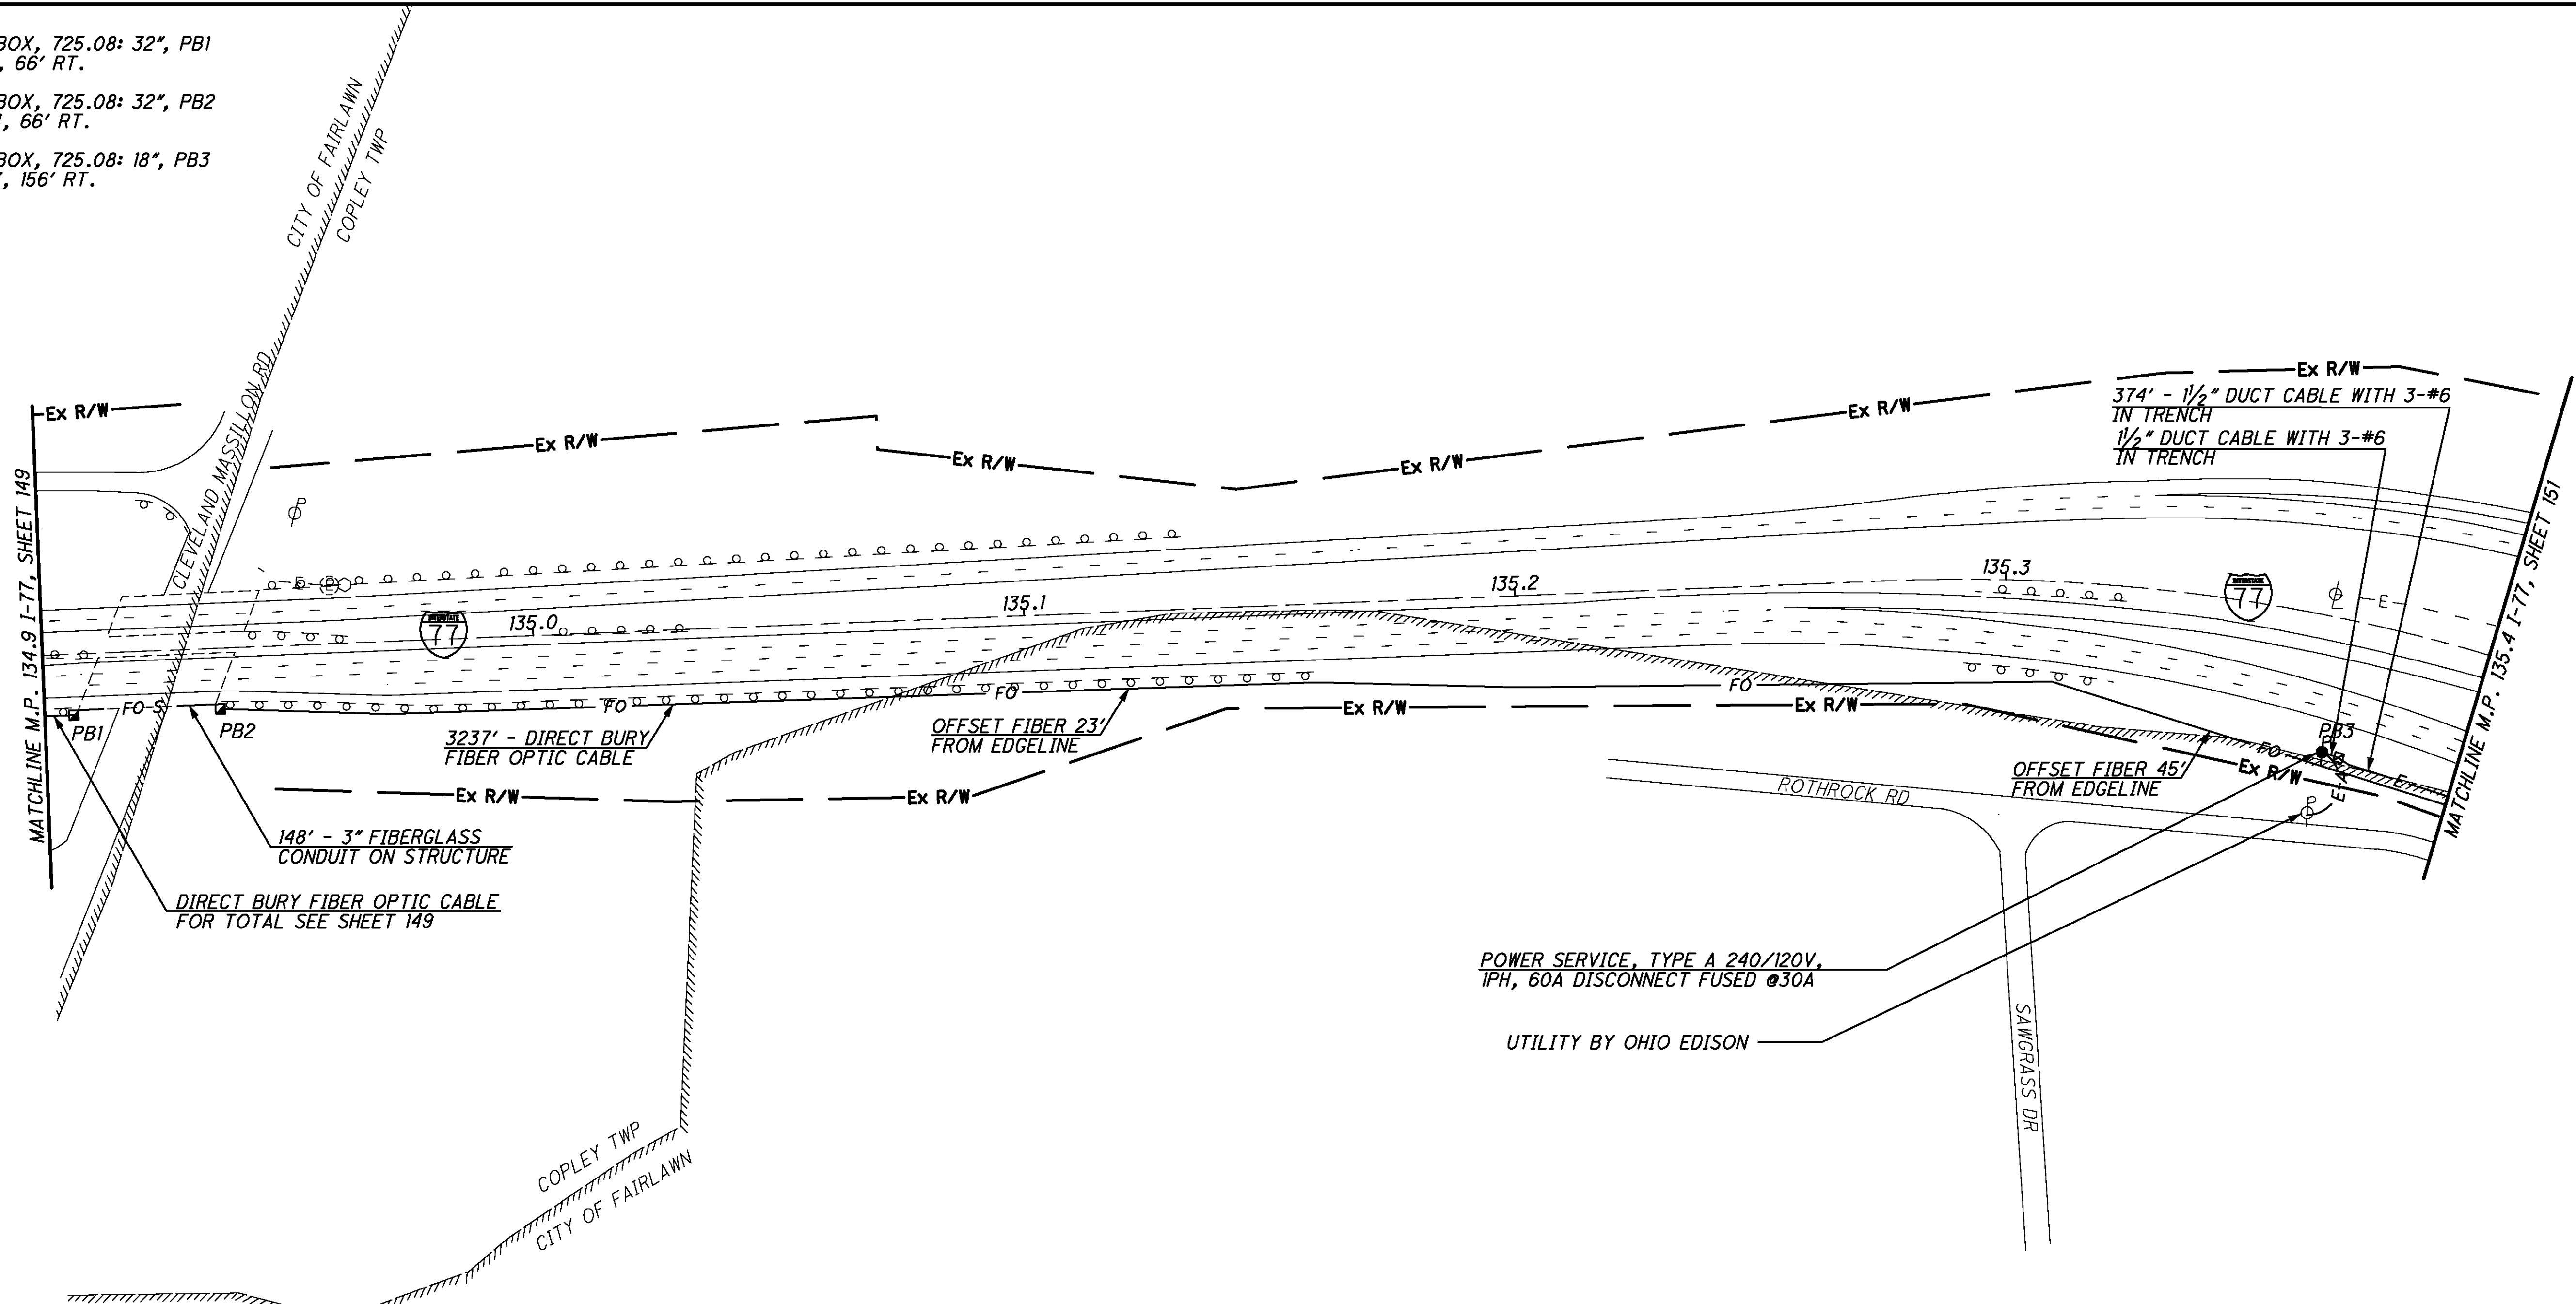 BOX, 725.08: 32", PB1
, 66' RT.
BOX, 725.08: 32", PB2
, 66' RT.
BOX, 725.08: 18", PB3
, 156' RT.
CITY OF FAIRLAWN
COPLEY TWP
CLEVELAND MASSILLON RD
MATCHLINE M.P. 134.9 I-77, SHEET 149
Ex R/W
Ex R/W
Ex R/W
Ex R/W
Ex R/W
Ex R/W
374' - 1 1/2" DUCT CABLE WITH 3-#6
IN TRENCH
1 1/2" DUCT CABLE WITH 3-#6
IN TRENCH
P
E
E
INTERSTATE
77
135.0
135.1
135.2
135.3
INTERSTATE
77
E
MATCHLINE M.P. 135.4 I-77, SHEET 151
PB1
FO-S
PB2
FO
FO
FO
FO
3237' - DIRECT BURY
FIBER OPTIC CABLE
OFFSET FIBER 23'
FROM EDGELINE
Ex R/W
Ex R/W
Ex R/W
Ex R/W
Ex R/W
PB3
P
OFFSET FIBER 45'
FROM EDGELINE
E-A
E
P
ROTHROCK RD
148' - 3" FIBERGLASS
CONDUIT ON STRUCTURE
DIRECT BURY FIBER OPTIC CABLE
FOR TOTAL SEE SHEET 149
POWER SERVICE, TYPE A 240/120V,
1PH, 60A DISCONNECT FUSED @30A
UTILITY BY OHIO EDISON
SAWGRASS DR
COPLEY TWP
CITY OF FAIRLAWN